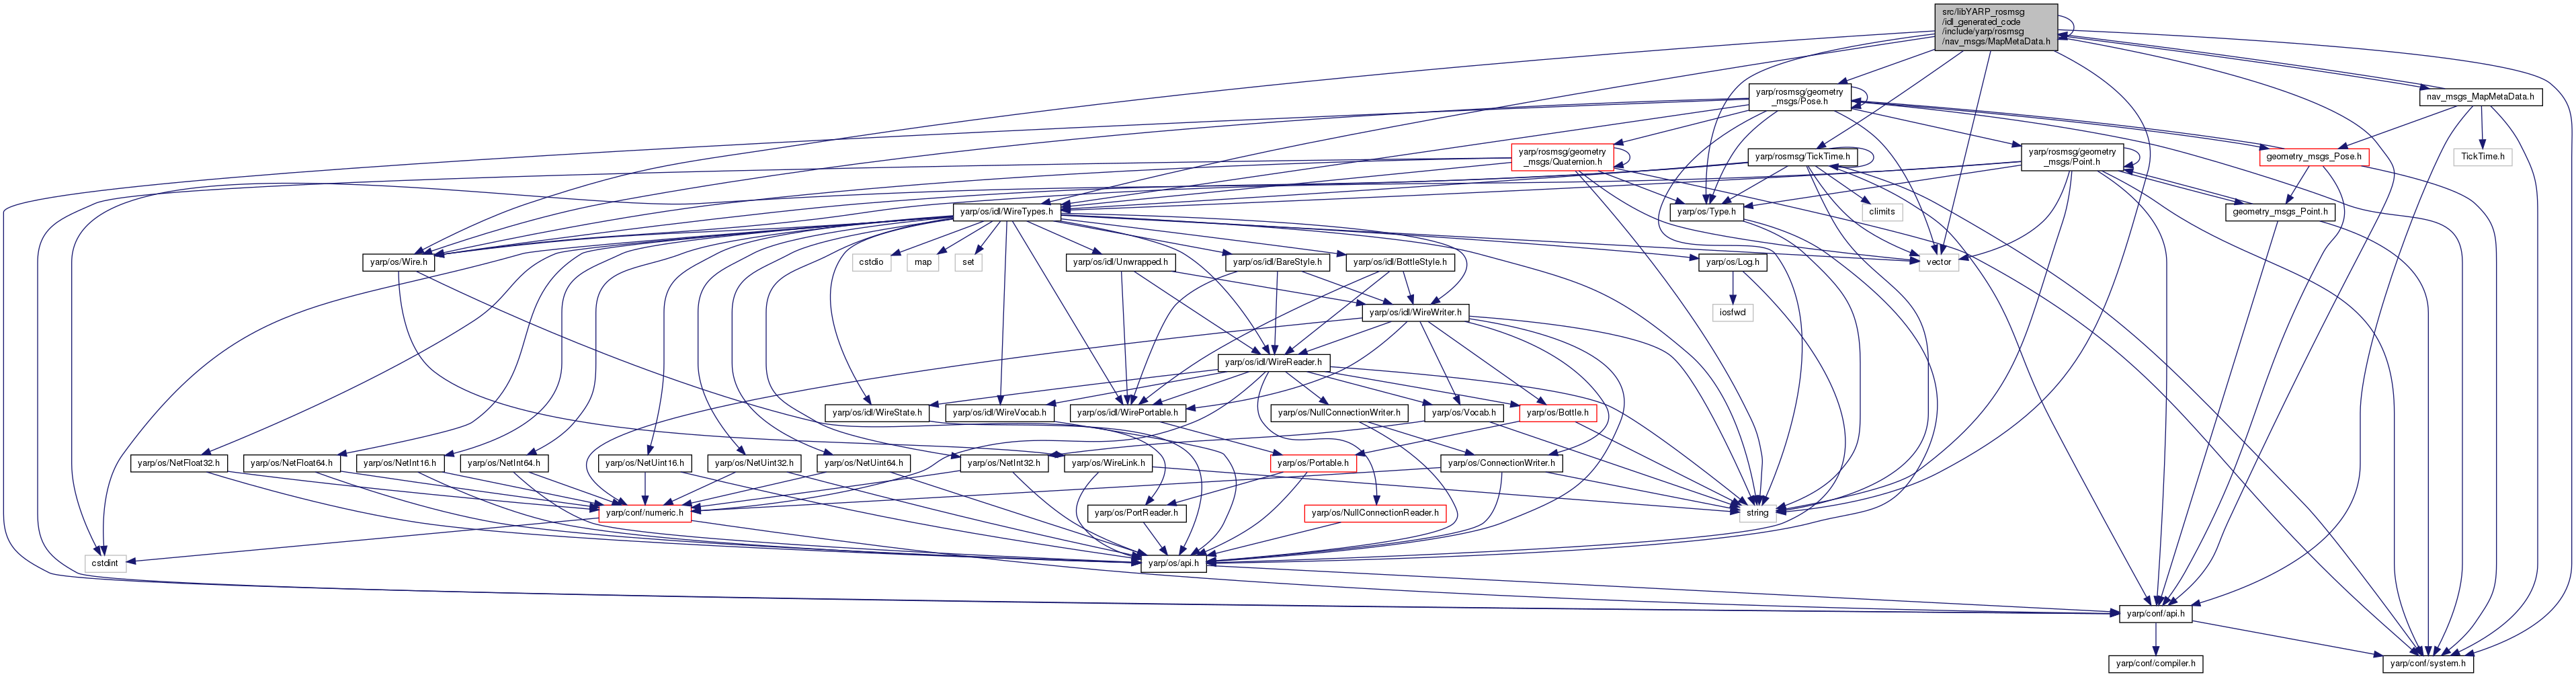 src/libYARP_rosmsg
/idl_generated_code
/include/yarp/rosmsg
/nav_msgs/MapMetaData.h
yarp/rosmsg/geometry
_msgs/Pose.h
nav_msgs_MapMetaData.h
yarp/rosmsg/geometry
_msgs/Quaternion.h
yarp/rosmsg/TickTime.h
yarp/rosmsg/geometry
_msgs/Point.h
geometry_msgs_Pose.h
TickTime.h
yarp/os/idl/WireTypes.h
yarp/os/Type.h
climits
geometry_msgs_Point.h
yarp/os/Wire.h
cstdio
map
set
yarp/os/idl/Unwrapped.h
yarp/os/idl/BareStyle.h
yarp/os/idl/BottleStyle.h
yarp/os/Log.h
vector
yarp/os/idl/WireWriter.h
iosfwd
yarp/os/idl/WireReader.h
yarp/os/idl/WireState.h
yarp/os/idl/WireVocab.h
yarp/os/idl/WirePortable.h
yarp/os/NullConnectionWriter.h
yarp/os/Vocab.h
yarp/os/Bottle.h
yarp/os/NetFloat32.h
yarp/os/NetFloat64.h
yarp/os/NetInt16.h
yarp/os/NetInt64.h
yarp/os/NetUint16.h
yarp/os/NetUint32.h
yarp/os/NetUint64.h
yarp/os/NetInt32.h
yarp/os/WireLink.h
yarp/os/Portable.h
yarp/os/ConnectionWriter.h
yarp/conf/numeric.h
yarp/os/PortReader.h
yarp/os/NullConnectionReader.h
string
cstdint
yarp/os/api.h
yarp/conf/api.h
yarp/conf/compiler.h
yarp/conf/system.h